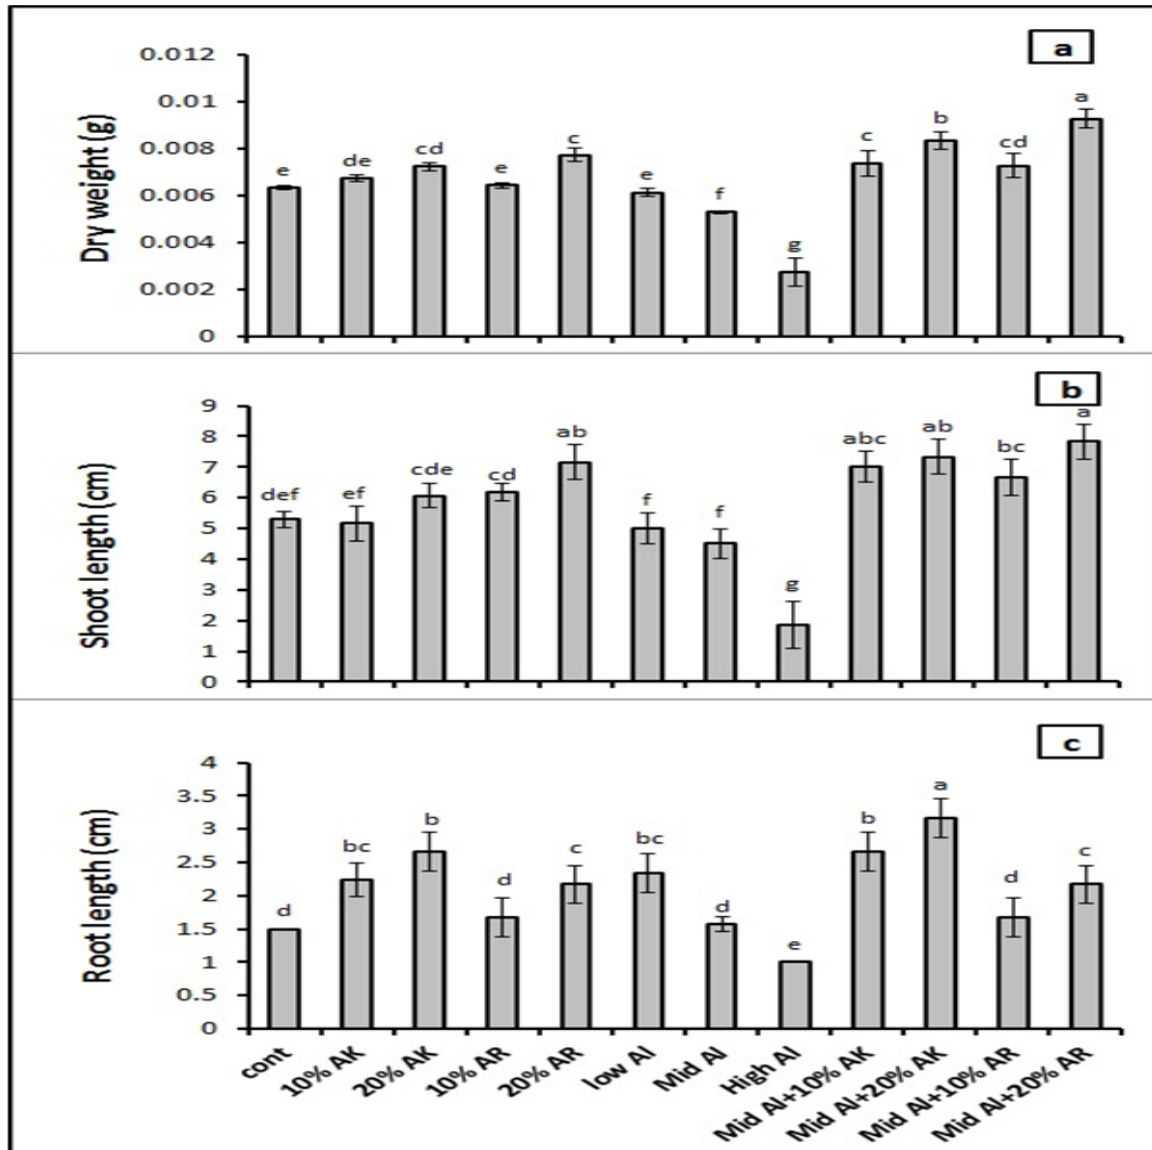 a
Dry weight (g)
0.012
0.01
0.008
0.006
0.004
0.002
0
e
de
cd
e
c
e
f
g
c
b
cd
a
b
Shoot length (cm)
9
8
7
6
5
4
3
2
1
0
def
ef
cde
cd
ab
f
f
g
abc
ab
bc
a
c
Root length (cm)
4
3.5
3
2.5
2
1.5
1
0.5
0
d
bc
b
d
c
bc
d
e
b
a
d
c
cont
10% AK
20% AK
10% AR
20% AR
low Al
Mid Al
High Al
Mid Al+10% AK
Mid Al+20% AK
Mid Al+10% AR
Mid Al+20% AR